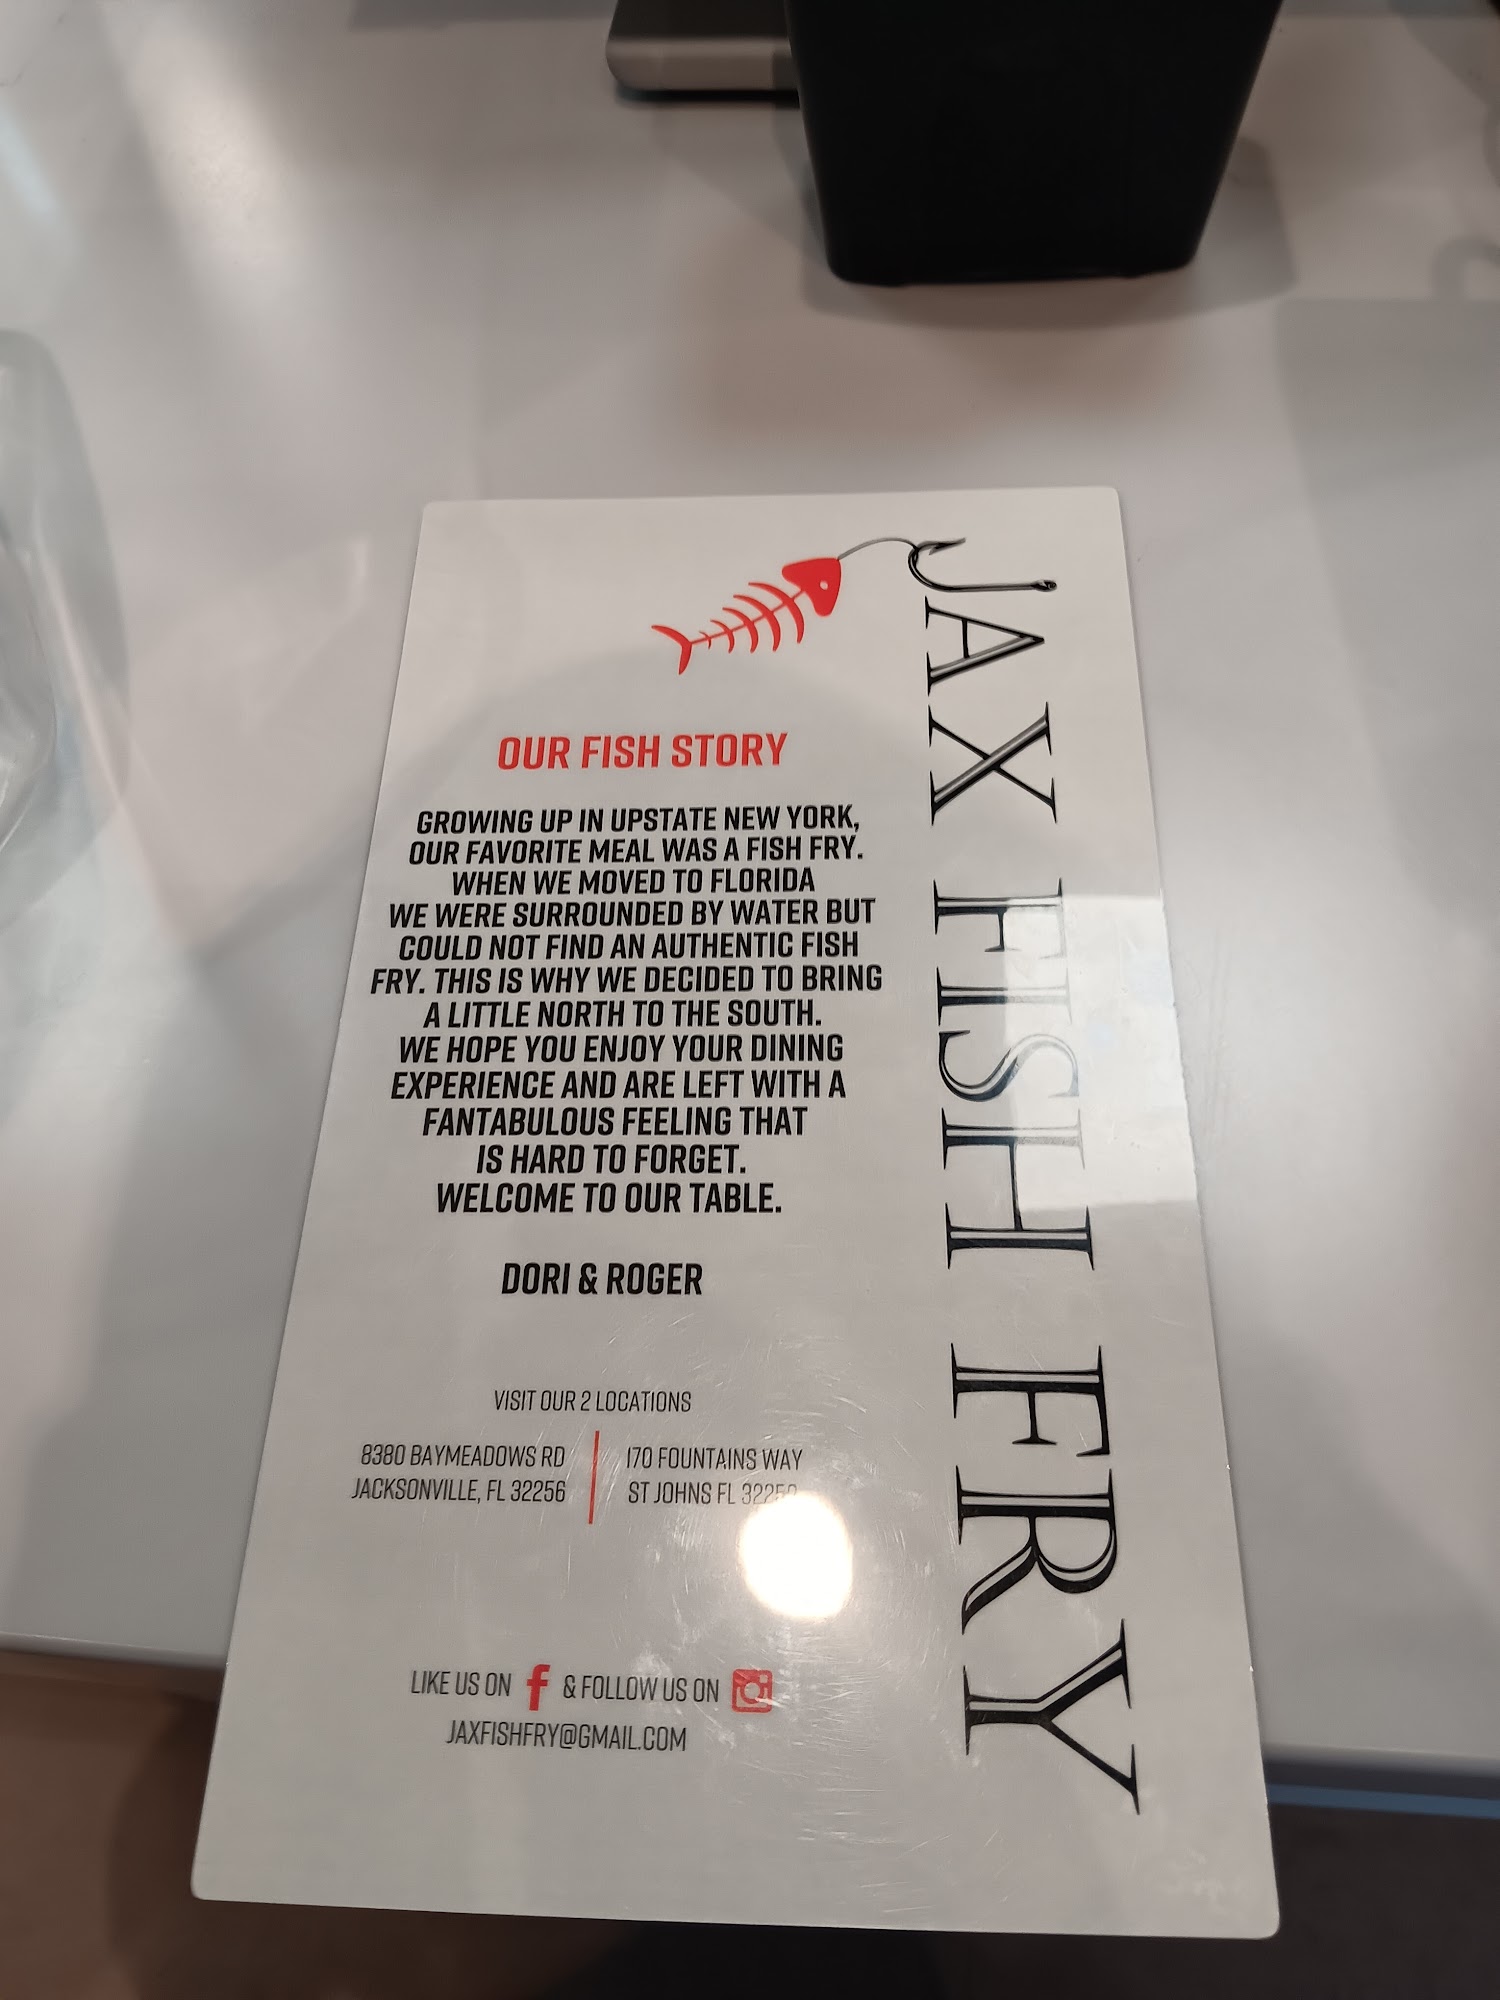 JAX FISH FRY
OUR FISH STORY
GROWING UP IN UPSTATE NEW YORK,
OUR FAVORITE MEAL WAS A FISH FRY.
WHEN WE MOVED TO FLORIDA
WE WERE SURROUNDED BY WATER BUT
COULD NOT FIND AN AUTHENTIC FISH
FRY. THIS IS WHY WE DECIDED TO BRING
A LITTLE NORTH TO THE SOUTH.
WE HOPE YOU ENJOY YOUR DINING
EXPERIENCE AND ARE LEFT WITH A
FANTABULOUS FEELING THAT
IS HARD TO FORGET.
WELCOME TO OUR TABLE.
DORI & ROGER
VISIT OUR 2 LOCATIONS
8380 BAYMEADOWS RD
JACKSONVILLE, FL 32256
170 FOUNTAINS WAY
ST JOHNS FL
LIKE US ON f & FOLLOW US ON
JAXFISHFRY@GMAIL.COM